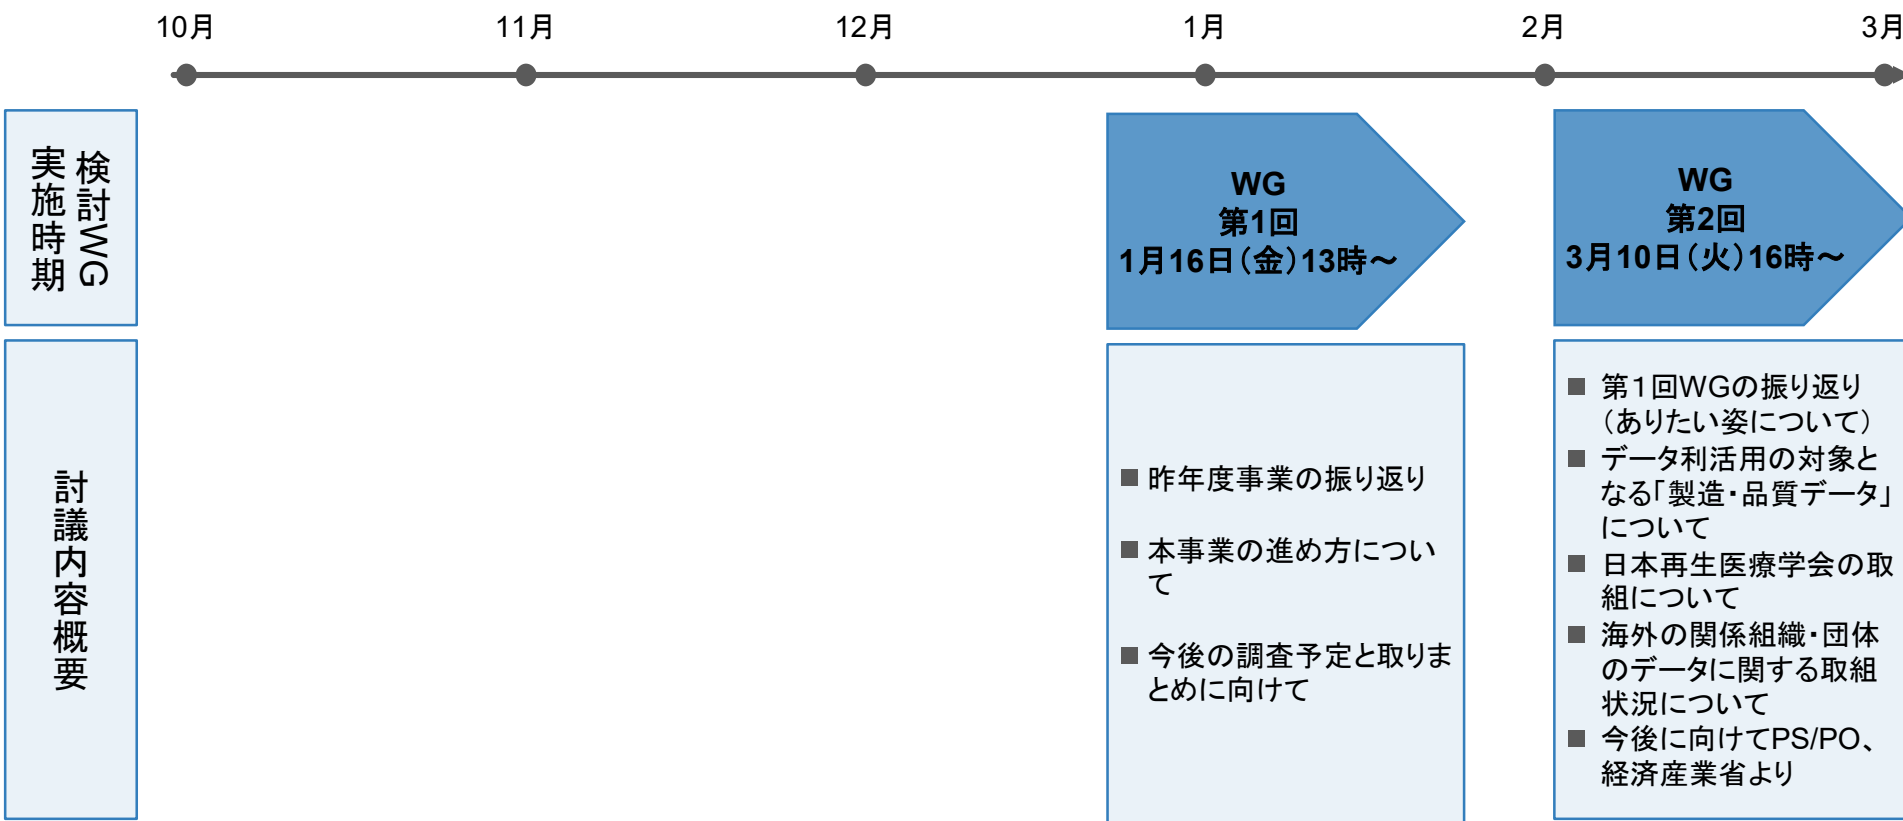 10月
11月
12月
1月
2月
3月
検討WG
実施時期
WG
第1回
1月16日（金）13時～
WG
第2回
3月10日（火）16時～
討議内容概要
■ 昨年度事業の振り返り
■ 本事業の進め方につい
て
■ 今後の調査予定と取りま
とめに向けて
■ 第１回WGの振り返り
（ありたい姿について）
■ データ利活用の対象と
なる「製造・品質データ」
について
■ 日本再生医療学会の取
組について
■ 海外の関係組織・団体
のデータに関する取組
状況について
■ 今後に向けてPS/PO、
経済産業省より